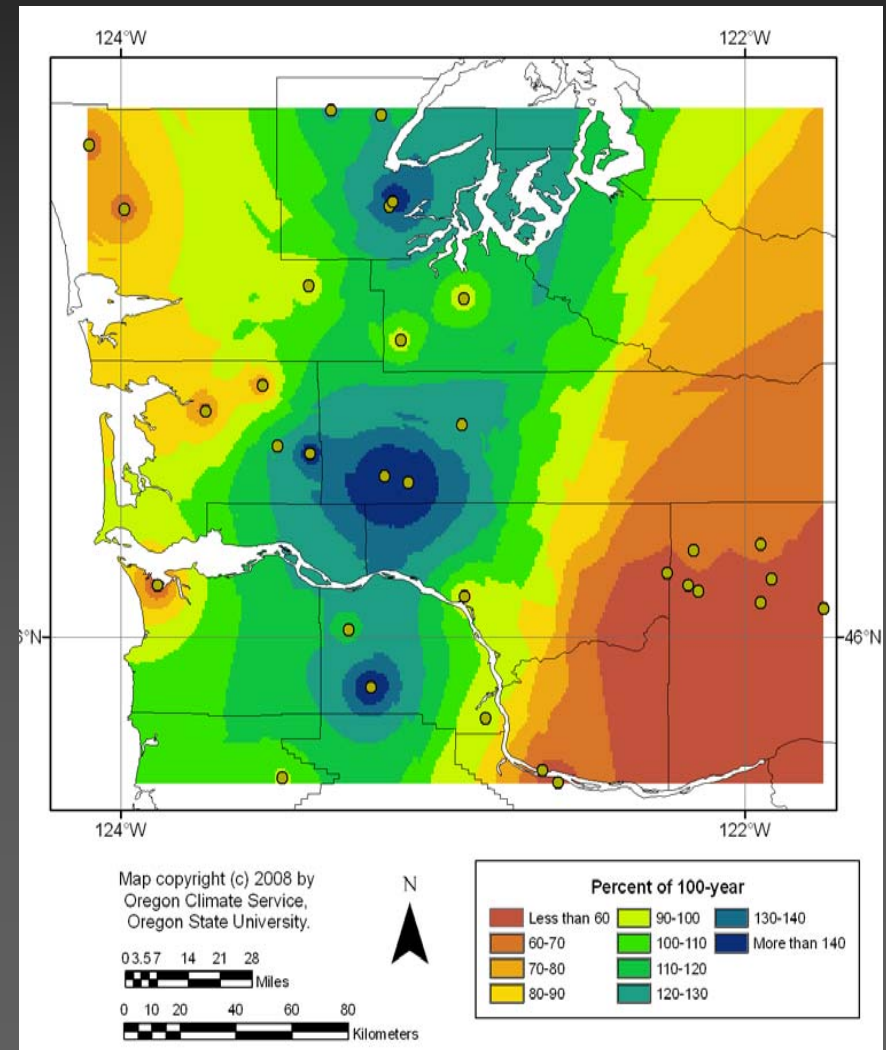 124°W 122°W
6°N 46°N
124°W 122°W
Map copyright (c) 2008 by
Oregon Climate Service,
Oregon State University.
N
0 3.5 7 14 21 28
Miles
0 10 20 40 60 80
Kilometers
Percent of 100-year
Less than 60
60-70
70-80
80-90
90-100
100-110
110-120
120-130
130-140
More than 140